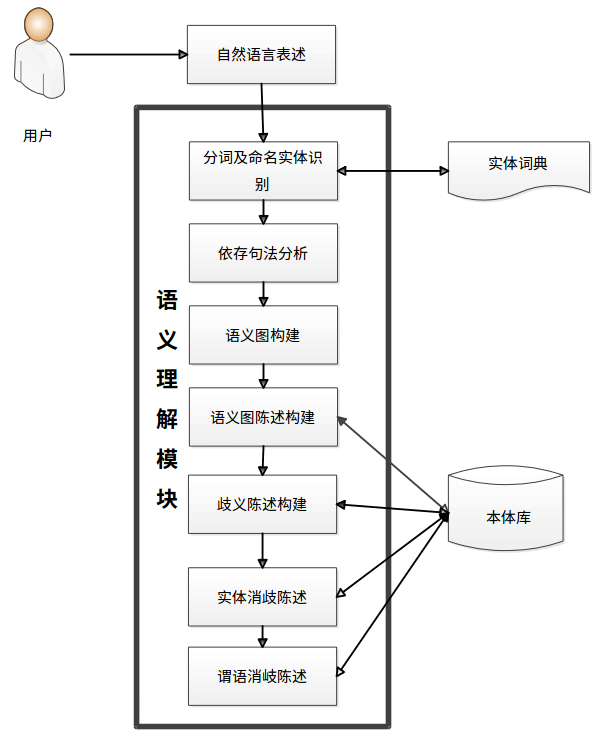 自然语言表述
用户
分词及命名实体识
别
实体词典
依存句法分析
语义图构建
语义图陈述构建
歧义陈述构建
实体消歧陈述
谓语消歧陈述
语
义
理
解
模
块
本体库